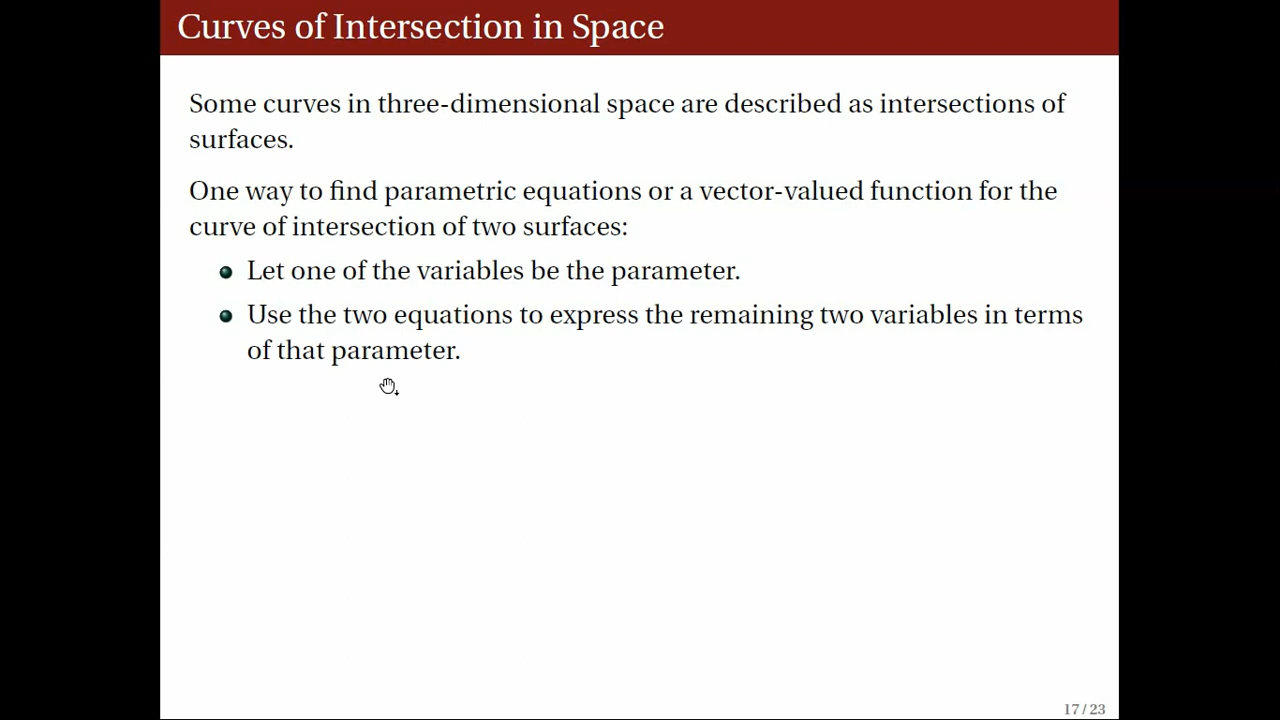 Curves of Intersection in Space
Some curves in three-dimensional space are described as intersections of
surfaces.
One way to find parametric equations or a vector-valued function for the
curve of intersection of two surfaces:
Let one of the variables be the parameter.
Use the two equations to express the remaining two variables in terms
of that parameter.
17 / 23